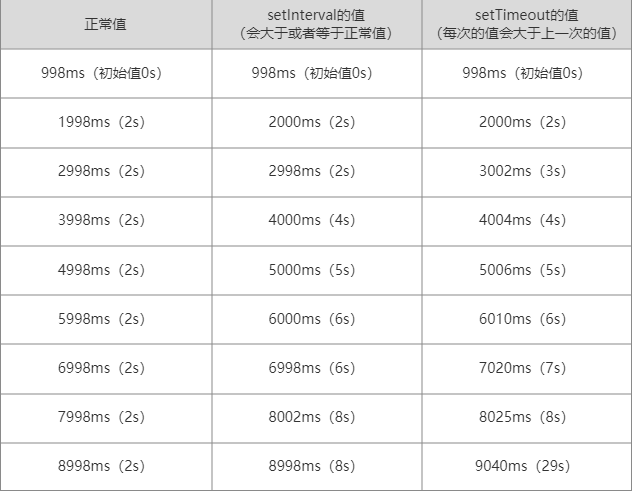 正常值
setInterval的值
（会大于或者等于正常值）
setTimeout的值
（每次的值会大于上一次的值）
998ms（初始值0s） 998ms（初始值0s） 998ms（初始值0s）
1998ms（2s） 2000ms（2s） 2000ms（2s）
2998ms（2s） 2998ms（2s） 3002ms（3s）
3998ms（2s） 4000ms（4s） 4004ms（4s）
4998ms（2s） 5000ms（5s） 5006ms（5s）
5998ms（2s） 6000ms（6s） 6010ms（6s）
6998ms（2s） 6998ms（6s） 7020ms（7s）
7998ms（2s） 8002ms（8s） 8025ms（8s）
8998ms（2s） 8998ms（8s） 9040ms（29s）